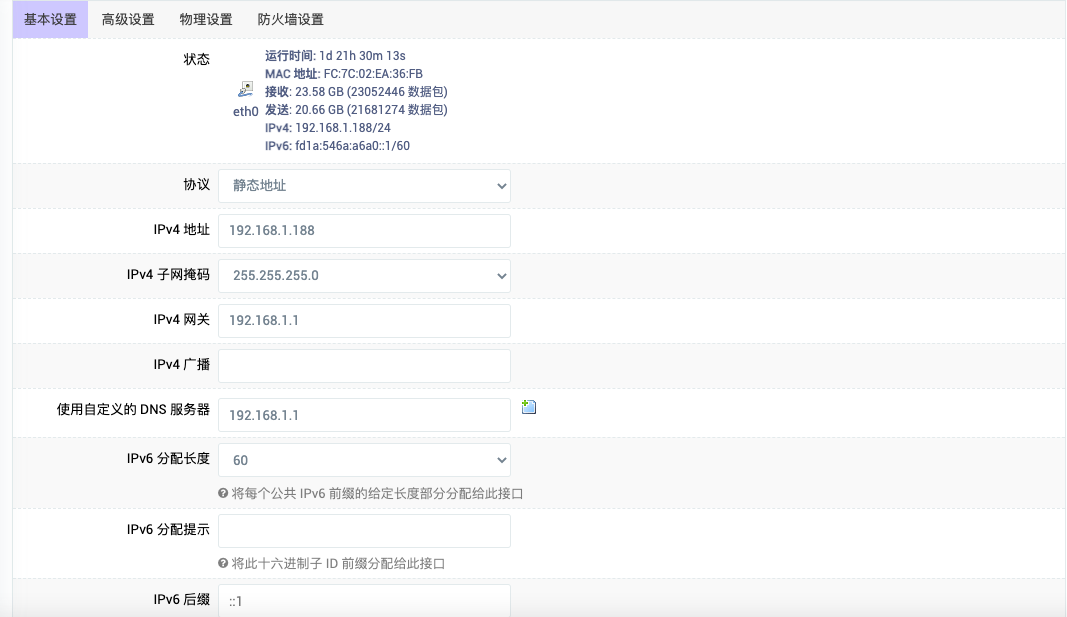 基本设置 高级设置 物理设置 防火墙设置
状态
eth0
运行时间: 1d 21h 30m 13s
MAC 地址: FC:7C:02:EA:36:FB
接收: 23.58 GB (23052446 数据包)
发送: 20.66 GB (21681274 数据包)
IPv4: 192.168.1.188/24
IPv6: fd1a:546a:a6a0::1/60
协议 静态地址
IPv4 地址 192.168.1.188
IPv4 子网掩码 255.255.255.0
IPv4 网关 192.168.1.1
IPv4 广播
使用自定义的 DNS 服务器 192.168.1.1
IPv6 分配长度 60
将每个公共 IPv6 前缀的给定长度部分分配给此接口
IPv6 分配提示
将此十六进制子 ID 前缀分配给此接口
IPv6 后缀 ::1